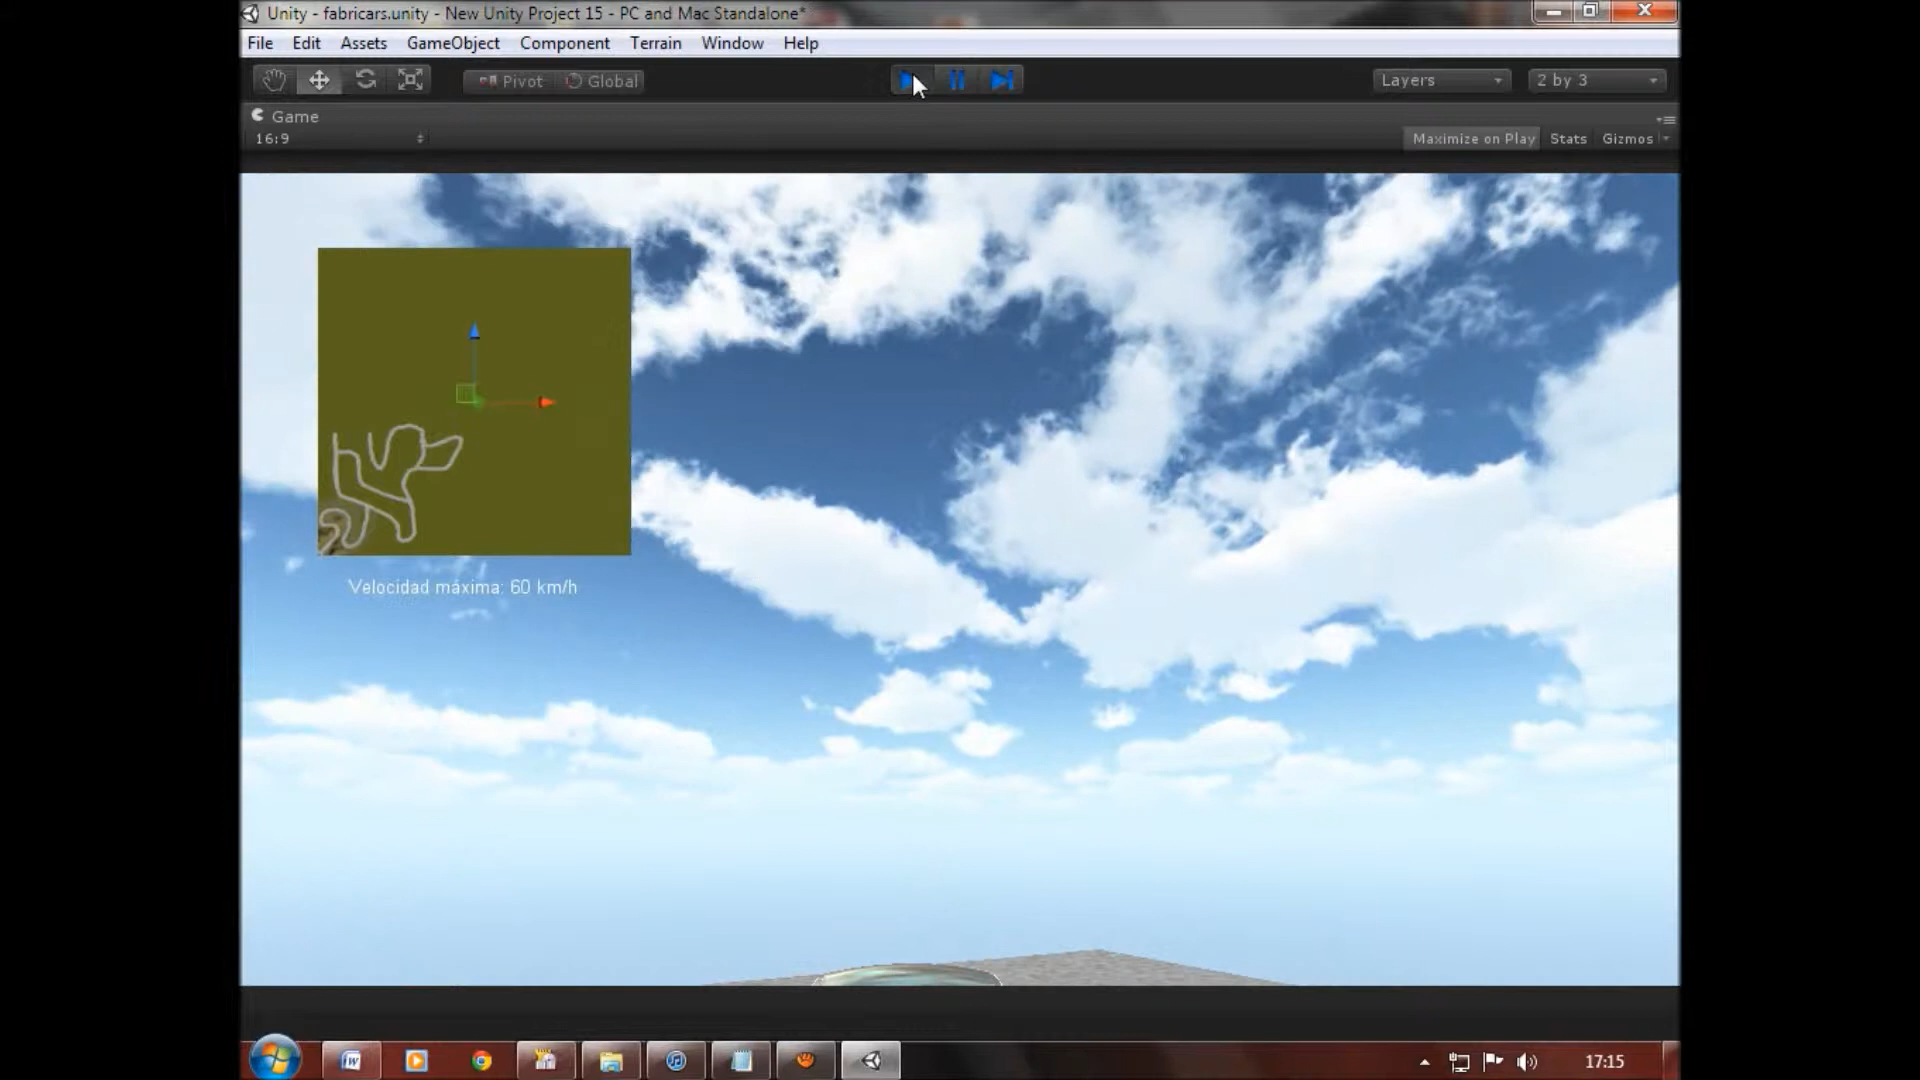 Unity - fabricars.unity - New Unity Project 15 - PC and Mac Standalone*
File Edit Assets GameObject Component Terrain Window Help
Pivot Global Layers 2 by 3
Game
16:9 Maximize on Play Stats Gizmos
Velocidad máxima: 60 km/h
17:15